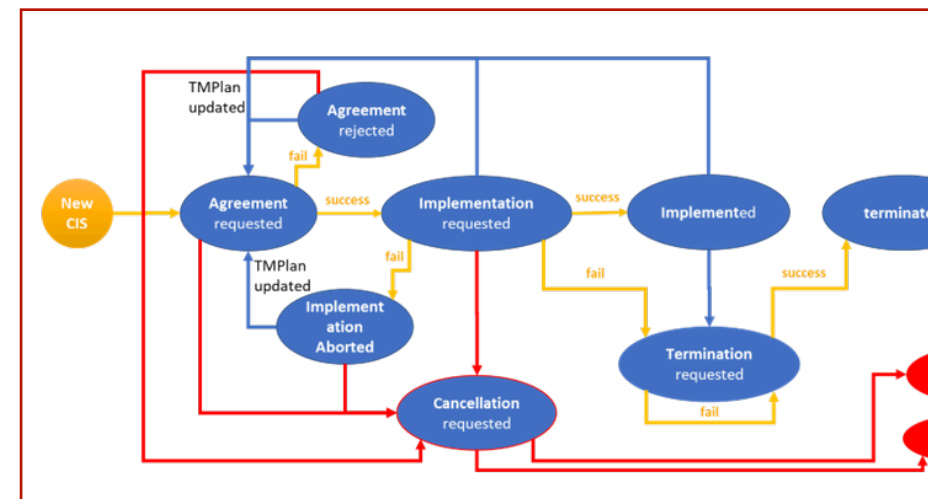 TMPlan
updated
Agreement
rejected
fail
New
CIS
Agreement
requested
success
Implementation
requested
success
Implemented
terminate
fail
TMPlan
updated
fail
success
Implement
ation
Aborted
Termination
requested
Cancellation
requested
fail